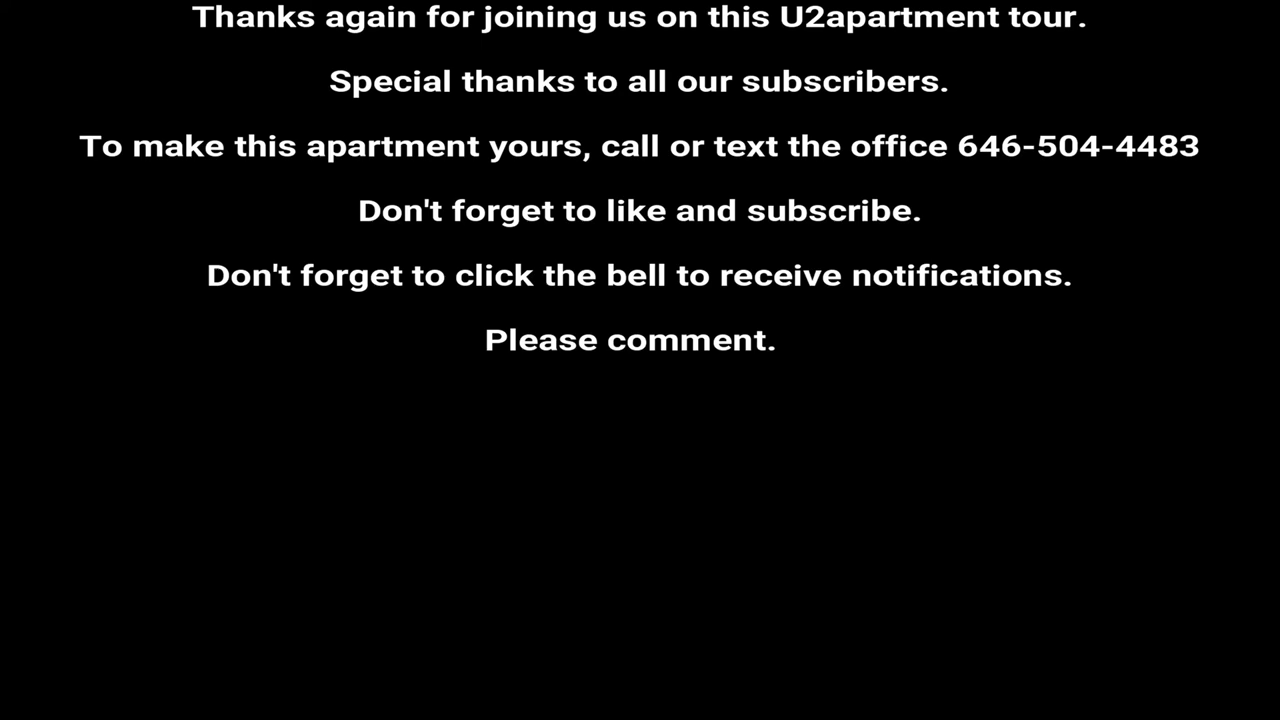 Thanks again for joining us on this U2apartment tour.
Special thanks to all our subscribers.
To make this apartment yours, call or text the office 646-504-4483
Don't forget to like and subscribe.
Don't forget to click the bell to receive notifications.
Please comment.